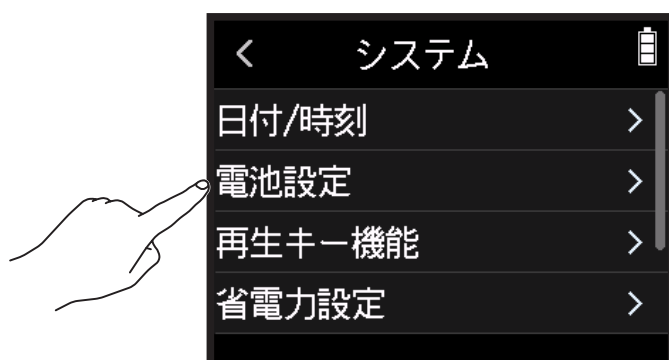 システム
日付/時刻
電池設定
再生キー機能
省電力設定